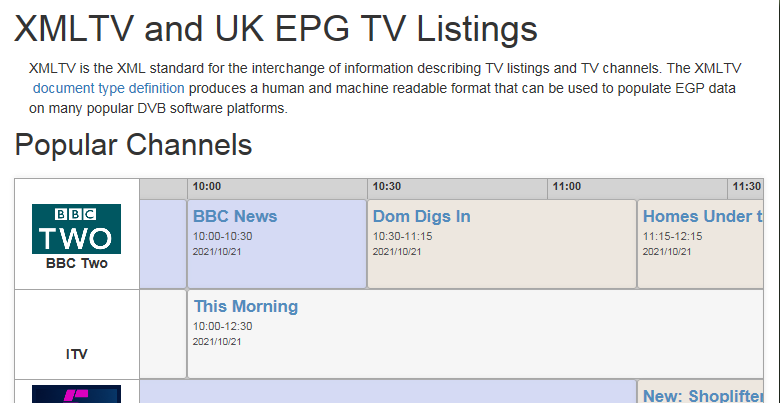 XMLTV and UK EPG TV Listings
XMLTV is the XML standard for the interchange of information describing TV listings and TV channels. The XMLTV
document type definition produces a human and machine readable format that can be used to populate EGP data
on many popular DVB software platforms.
Popular Channels
10:00 10:30 11:00 11:30
BBC
TWO
BBC Two
BBC News
10:00-10:30
2021/10/21
Dom Digs In
10:30-11:15
2021/10/21
Homes Under t
11:15-12:15
2021/10/21
ITV
This Morning
10:00-12:30
2021/10/21
New: Shoplifter